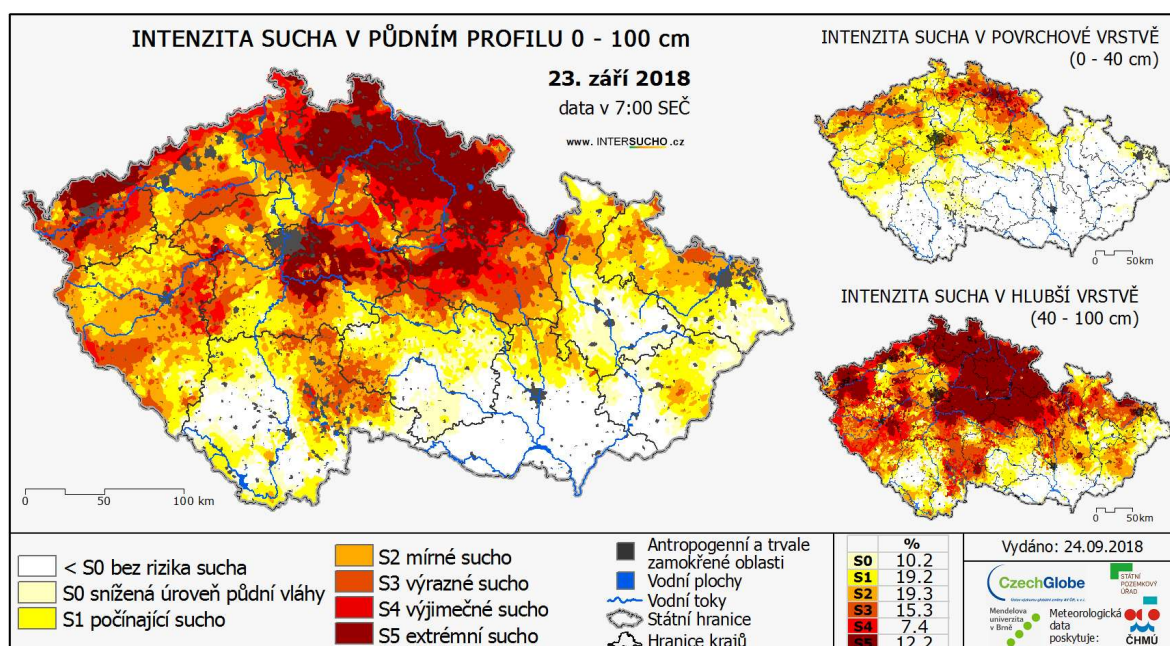 INTENZITA SUCHA V PŮDNÍM PROFILU 0 - 100 cm
23. září 2018
data v 7:00 SEČ
www. INTERSUCHO .cz
INTENZITA SUCHA V POVRCHOVÉ VRSTVĚ
(0 - 40 cm)
0 50km
INTENZITA SUCHA V HLUBŠÍ VRSTVĚ
(40 - 100 cm)
0 50km
0 50 100 km
< S0 bez rizika sucha
S0 snížená úroveň půdní vláhy
S1 počínající sucho
S2 mírné sucho
S3 výrazné sucho
S4 výjimečné sucho
S5 extrémní sucho
Antropogenní a trvale
zamokřené oblasti
Vodní plochy
Vodní toky
Státní hranice
Hranice krajů
%
S0 10.2
S1 19.2
S2 19.3
S3 15.3
S4 7.4
S5 12.2
Vydáno: 24.09.2018
CzechGlobe
STÁTNÍ
POZEMKOVÝ
ÚŘAD
Mendelova
univerzita
v Brně
Meteorologická
data
poskytuje:
ČHMÚ